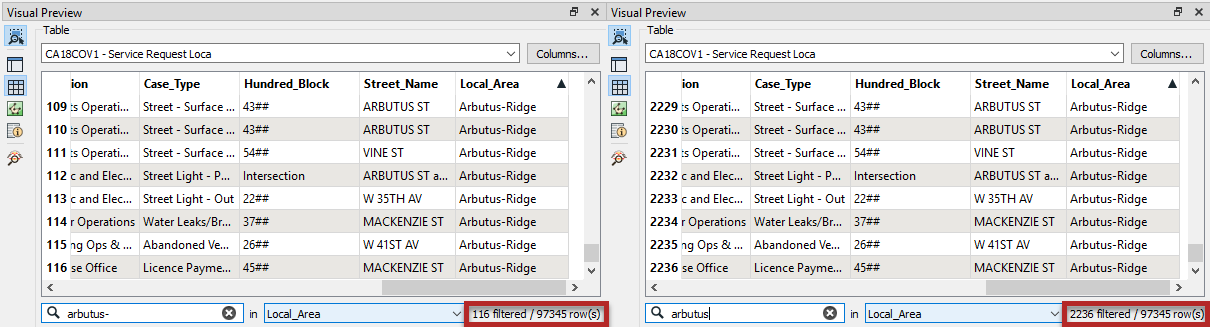 Visual Preview
Table
CA18COV1 - Service Request Loca Columns...
ion Case_Type Hundred_Block Street_Name Local_Area
109 ts Operati... Street - Surface ... 43## ARBUTUS ST Arbutus-Ridge
110 ts Operati... Street - Surface ... 43## ARBUTUS ST Arbutus-Ridge
111 ts Operati... Street - Surface ... 54## VINE ST Arbutus-Ridge
112 c and Elec... Street Light - P... Intersection ARBUTUS ST a... Arbutus-Ridge
113 c and Elec... Street Light - Out 22## W 35TH AV Arbutus-Ridge
114 r Operations Water Leaks/Br... 37## MACKENZIE ST Arbutus-Ridge
115 ng Ops & ... Abandoned Ve... 26## W 41ST AV Arbutus-Ridge
116 se Office Licence Payme... 45## MACKENZIE ST Arbutus-Ridge
arbutus- in Local_Area 116 filtered / 97345 row(s)
Visual Preview
Table
CA18COV1 - Service Request Loca Columns...
ion Case_Type Hundred_Block Street_Name Local_Area
2229 ts Operati... Street - Surface ... 43## ARBUTUS ST Arbutus-Ridge
2230 ts Operati... Street - Surface ... 43## ARBUTUS ST Arbutus-Ridge
2231 ts Operati... Street - Surface ... 54## VINE ST Arbutus-Ridge
2232 c and Elec... Street Light - P... Intersection ARBUTUS ST a... Arbutus-Ridge
2233 c and Elec... Street Light - Out 22## W 35TH AV Arbutus-Ridge
2234 r Operations Water Leaks/Br... 37## MACKENZIE ST Arbutus-Ridge
2235 ng Ops & ... Abandoned Ve... 26## W 41ST AV Arbutus-Ridge
2236 se Office Licence Payme... 45## MACKENZIE ST Arbutus-Ridge
arbutus in Local_Area 2236 filtered / 97345 row(s)